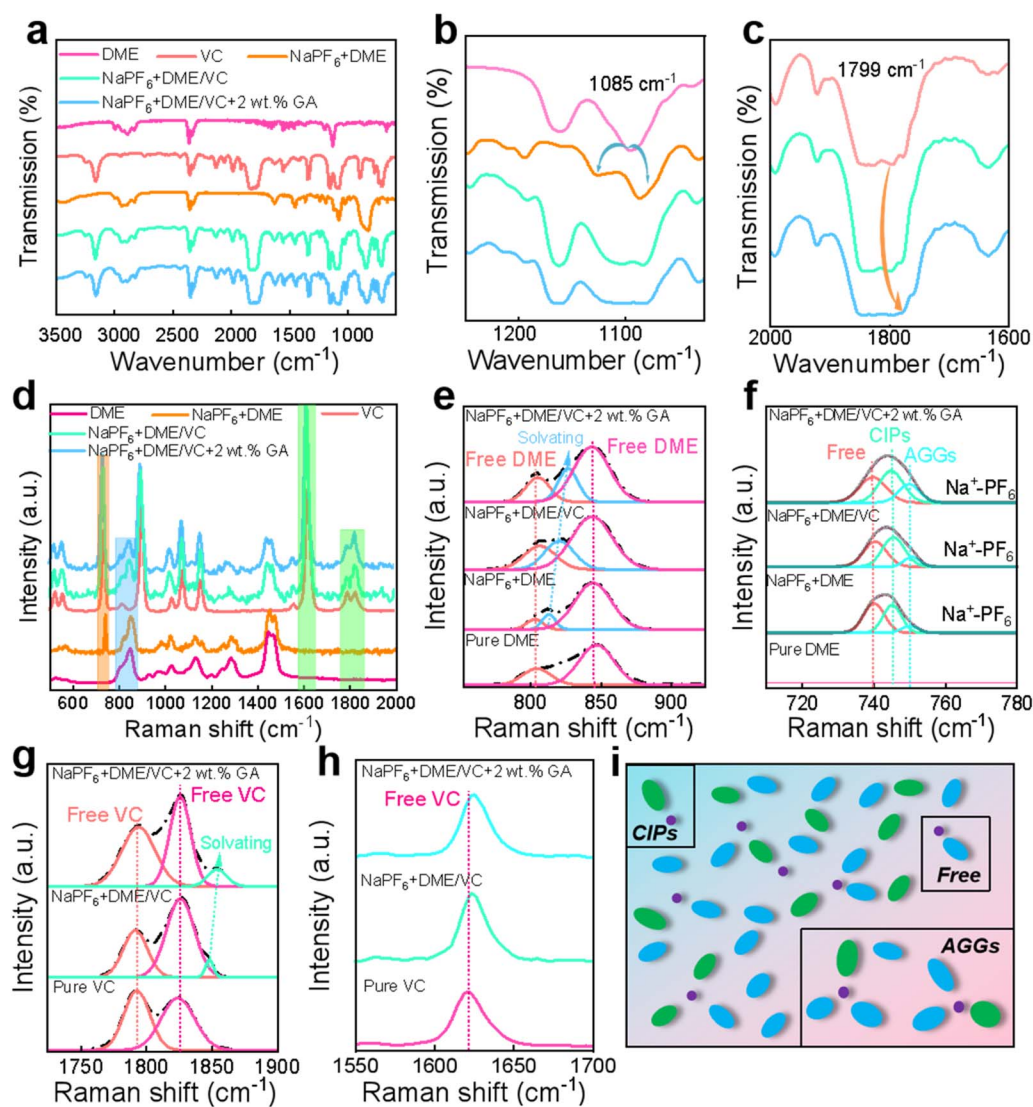 a
DME VC NaPF₆+DME
NaPF₆+DME/VC
NaPF₆+DME/VC+2 wt.% GA
Transmission (%)
3500 3000 2500 2000 1500 1000
Wavenumber (cm⁻¹)
b
1085 cm⁻¹
Transmission (%)
1200 1100
Wavenumber (cm⁻¹)
c
1799 cm⁻¹
Transmission (%)
2000 1800 1600
Wavenumber (cm⁻¹)
d
DME NaPF₆+DME VC
NaPF₆+DME/VC
NaPF₆+DME/VC+2 wt.% GA
Intensity (a.u.)
600 800 1000 1200 1400 1600 1800 2000
Raman shift (cm⁻¹)
e
NaPF₆+DME/VC+2 wt.% GA
Solvating
Free DME Free DME
NaPF₆+DME/VC
NaPF₆+DME
Pure DME
Intensity (a.u.)
800 850 900
Raman shift (cm⁻¹)
f
NaPF₆+DME/VC+2 wt.% GA
CIPs
Free AGGs
Na⁺-PF₆
NaPF₆+DME/VC
Na⁺-PF₆
NaPF₆+DME
Na⁺-PF₆
Pure DME
Intensity (a.u.)
720 740 760 780
Raman shift (cm⁻¹)
g
NaPF₆+DME/VC+2 wt.% GA
Free VC
Free VC
Solvating
NaPF₆+DME/VC
Pure VC
Intensity (a.u.)
1750 1800 1850 1900
Raman shift (cm⁻¹)
h
NaPF₆+DME/VC+2 wt.% GA
Free VC
NaPF₆+DME/VC
Pure VC
Intensity (a.u.)
1550 1600 1650 1700
Raman shift (cm⁻¹)
i
CIPs
Free
AGGs